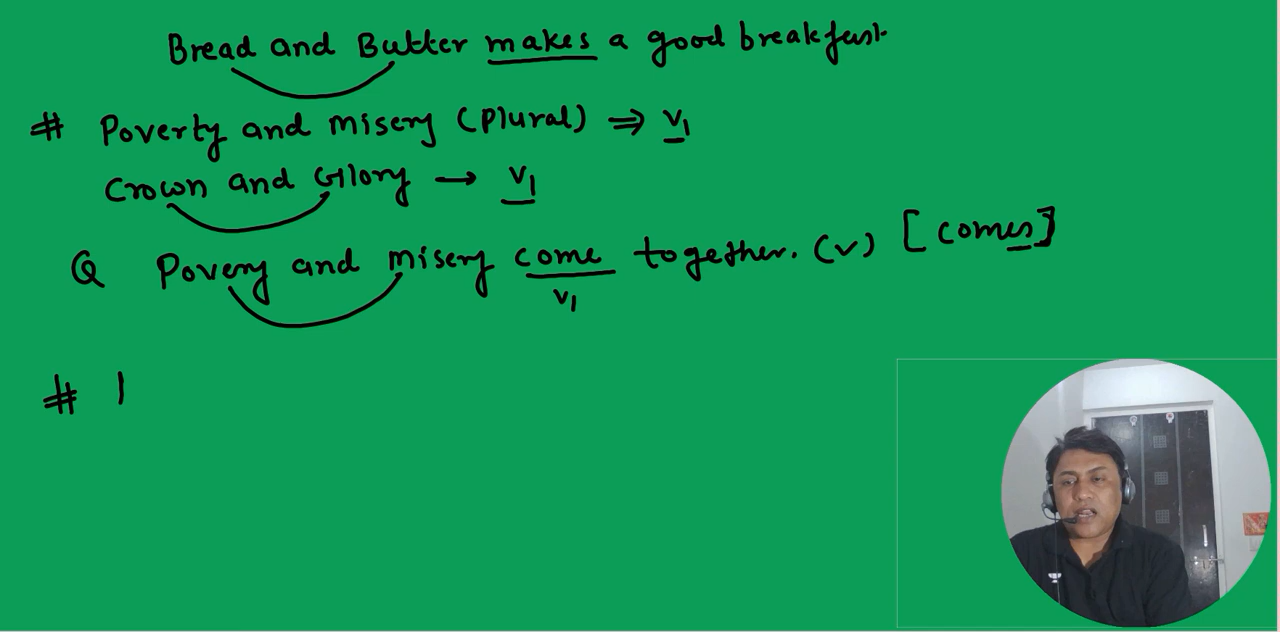 Bread and Butter makes a good breakfast
# Poverty and misery (Plural) ⇒ V1
Crown and Glory → V1
Q Povery and misery come together. (v) [comes]
V1
# 1